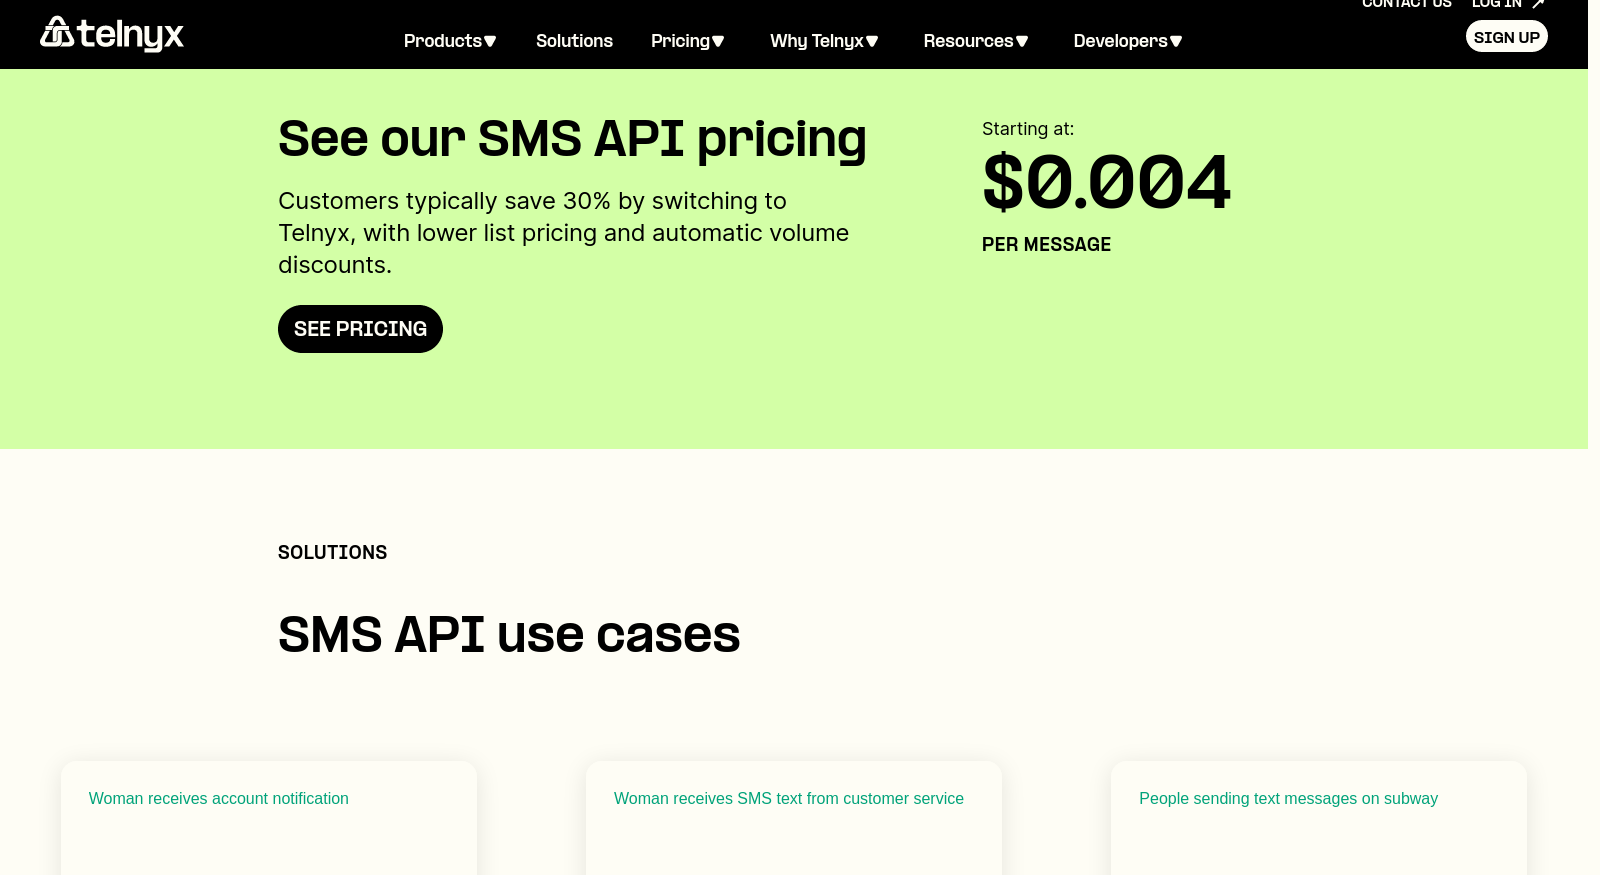 CONTACT US LOG IN
telnyx Products Solutions Pricing Why Telnyx Resources Developers SIGN UP
See our SMS API pricing
Customers typically save 30% by switching to
Telnyx, with lower list pricing and automatic volume
discounts.
SEE PRICING
Starting at:
$0.004
PER MESSAGE
SOLUTIONS
SMS API use cases
Woman receives account notification
Woman receives SMS text from customer service
People sending text messages on subway